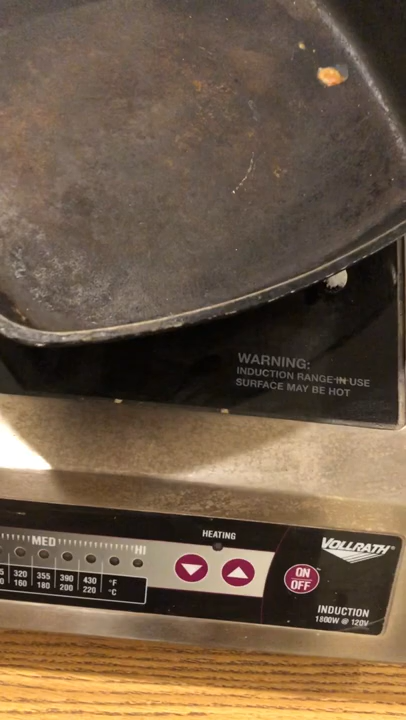 WARNING:
INDUCTION RANGE IN USE
SURFACE MAY BE HOT
HEATING
MED
HI
VOLLRATH®
320 355 390 430 °F
160 180 200 220 °C
ON
OFF
INDUCTION
1800W @ 120V